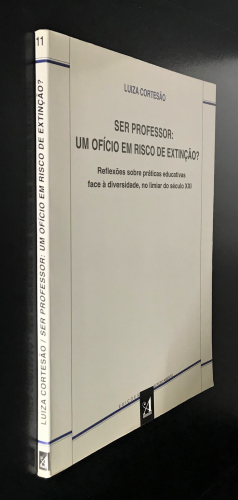 11
LUIZA CORTESÃO / SER PROFESSOR: UM OFÍCIO EM RISCO DE EXTINÇÃO?
LUIZA CORTESÃO
SER PROFESSOR:
UM OFÍCIO EM RISCO DE EXTINÇÃO?
Reflexões sobre práticas educativas
face à diversidade, no limiar do século XXI